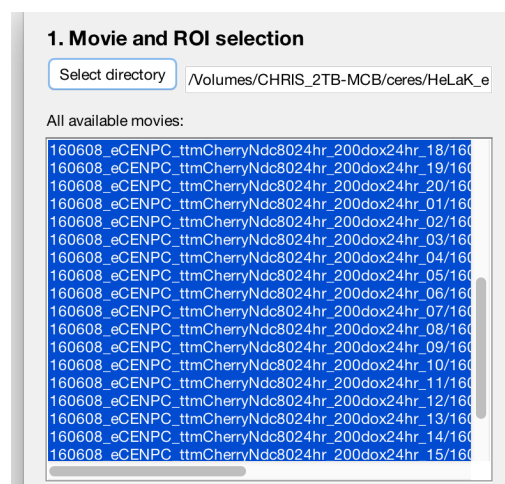 1. Movie and ROI selection
Select directory /Volumes/CHRIS_2TB-MCB/ceres/HeLaK_e
All available movies:
160608_eCENPC_ttmCherryNdc8024hr_200dox24hr_18/160
160608_eCENPC_ttmCherryNdc8024hr_200dox24hr_19/160
160608_eCENPC_ttmCherryNdc8024hr_200dox24hr_20/160
160608_eCENPC_ttmCherryNdc8024hr_200dox24hr_01/160
160608_eCENPC_ttmCherryNdc8024hr_200dox24hr_02/160
160608_eCENPC_ttmCherryNdc8024hr_200dox24hr_03/160
160608_eCENPC_ttmCherryNdc8024hr_200dox24hr_04/160
160608_eCENPC_ttmCherryNdc8024hr_200dox24hr_05/160
160608_eCENPC_ttmCherryNdc8024hr_200dox24hr_06/160
160608_eCENPC_ttmCherryNdc8024hr_200dox24hr_07/160
160608_eCENPC_ttmCherryNdc8024hr_200dox24hr_08/160
160608_eCENPC_ttmCherryNdc8024hr_200dox24hr_09/160
160608_eCENPC_ttmCherryNdc8024hr_200dox24hr_10/160
160608_eCENPC_ttmCherryNdc8024hr_200dox24hr_11/160
160608_eCENPC_ttmCherryNdc8024hr_200dox24hr_12/160
160608_eCENPC_ttmCherryNdc8024hr_200dox24hr_13/160
160608_eCENPC_ttmCherryNdc8024hr_200dox24hr_14/160
160608_eCENPC_ttmCherryNdc8024hr_200dox24hr_15/160